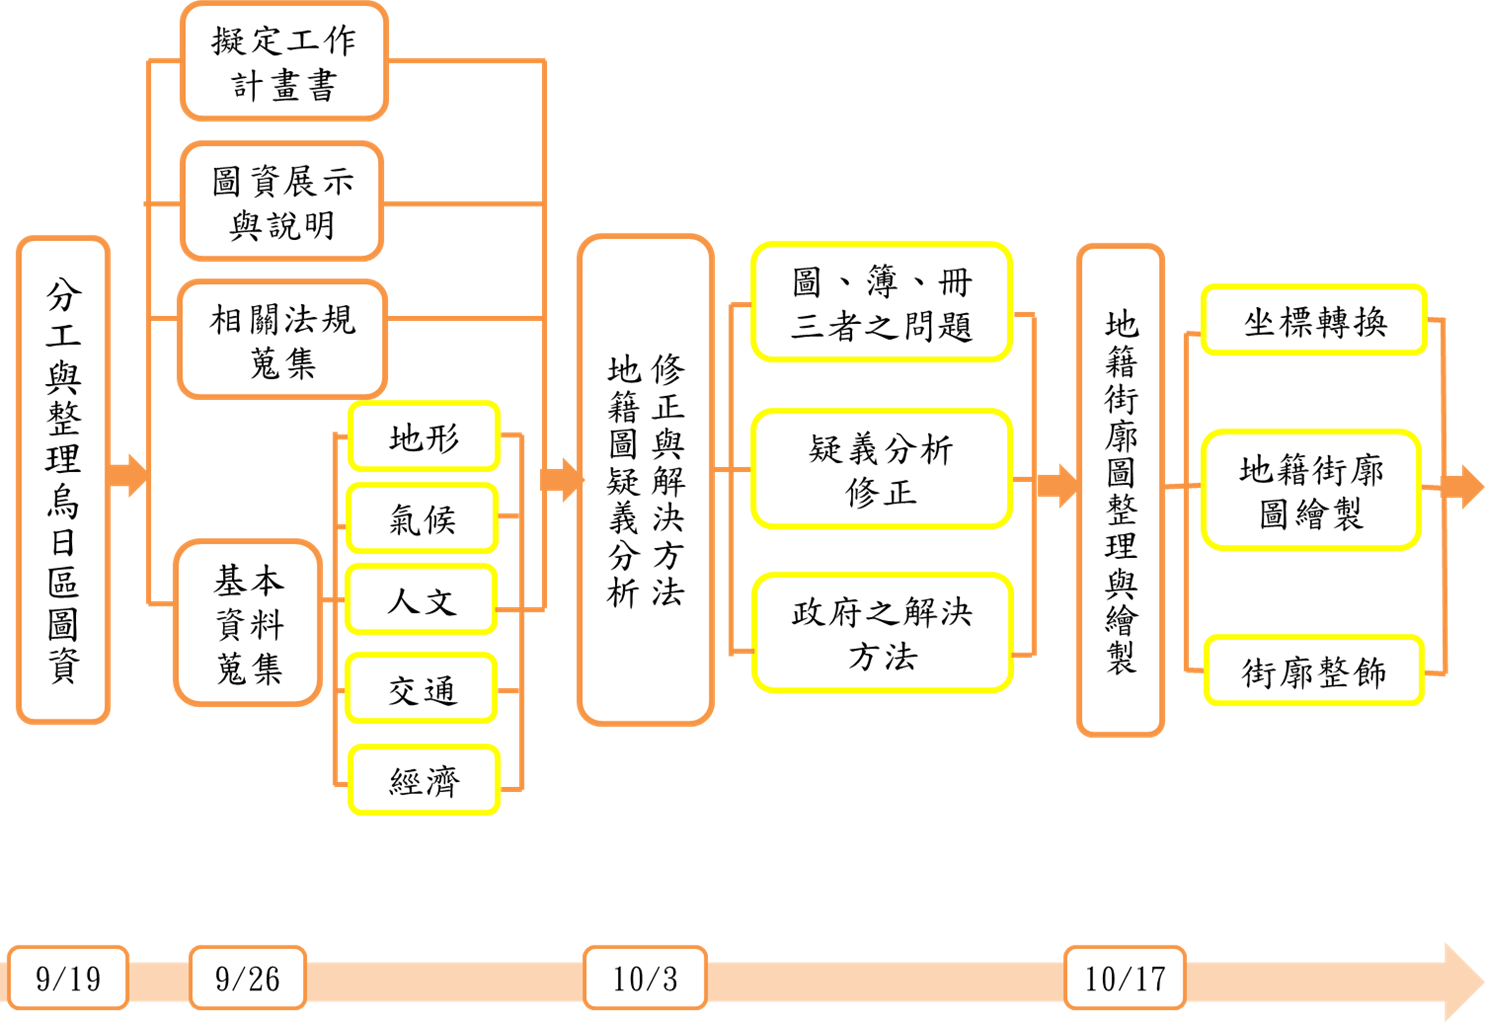 分工與整理烏日區圖資
擬定工作
計畫書
圖資展示
與說明
相關法規
蒐集
基本
資料
蒐集
地形
氣候
人文
交通
經濟
地籍圖疑義分析
修正與解決方法
圖、簿、冊
三者之問題
疑義分析
修正
政府之解決
方法
地籍街廓圖整理與繪製
坐標轉換
地籍街廓
圖繪製
街廓整飾
9/19
9/26
10/3
10/17